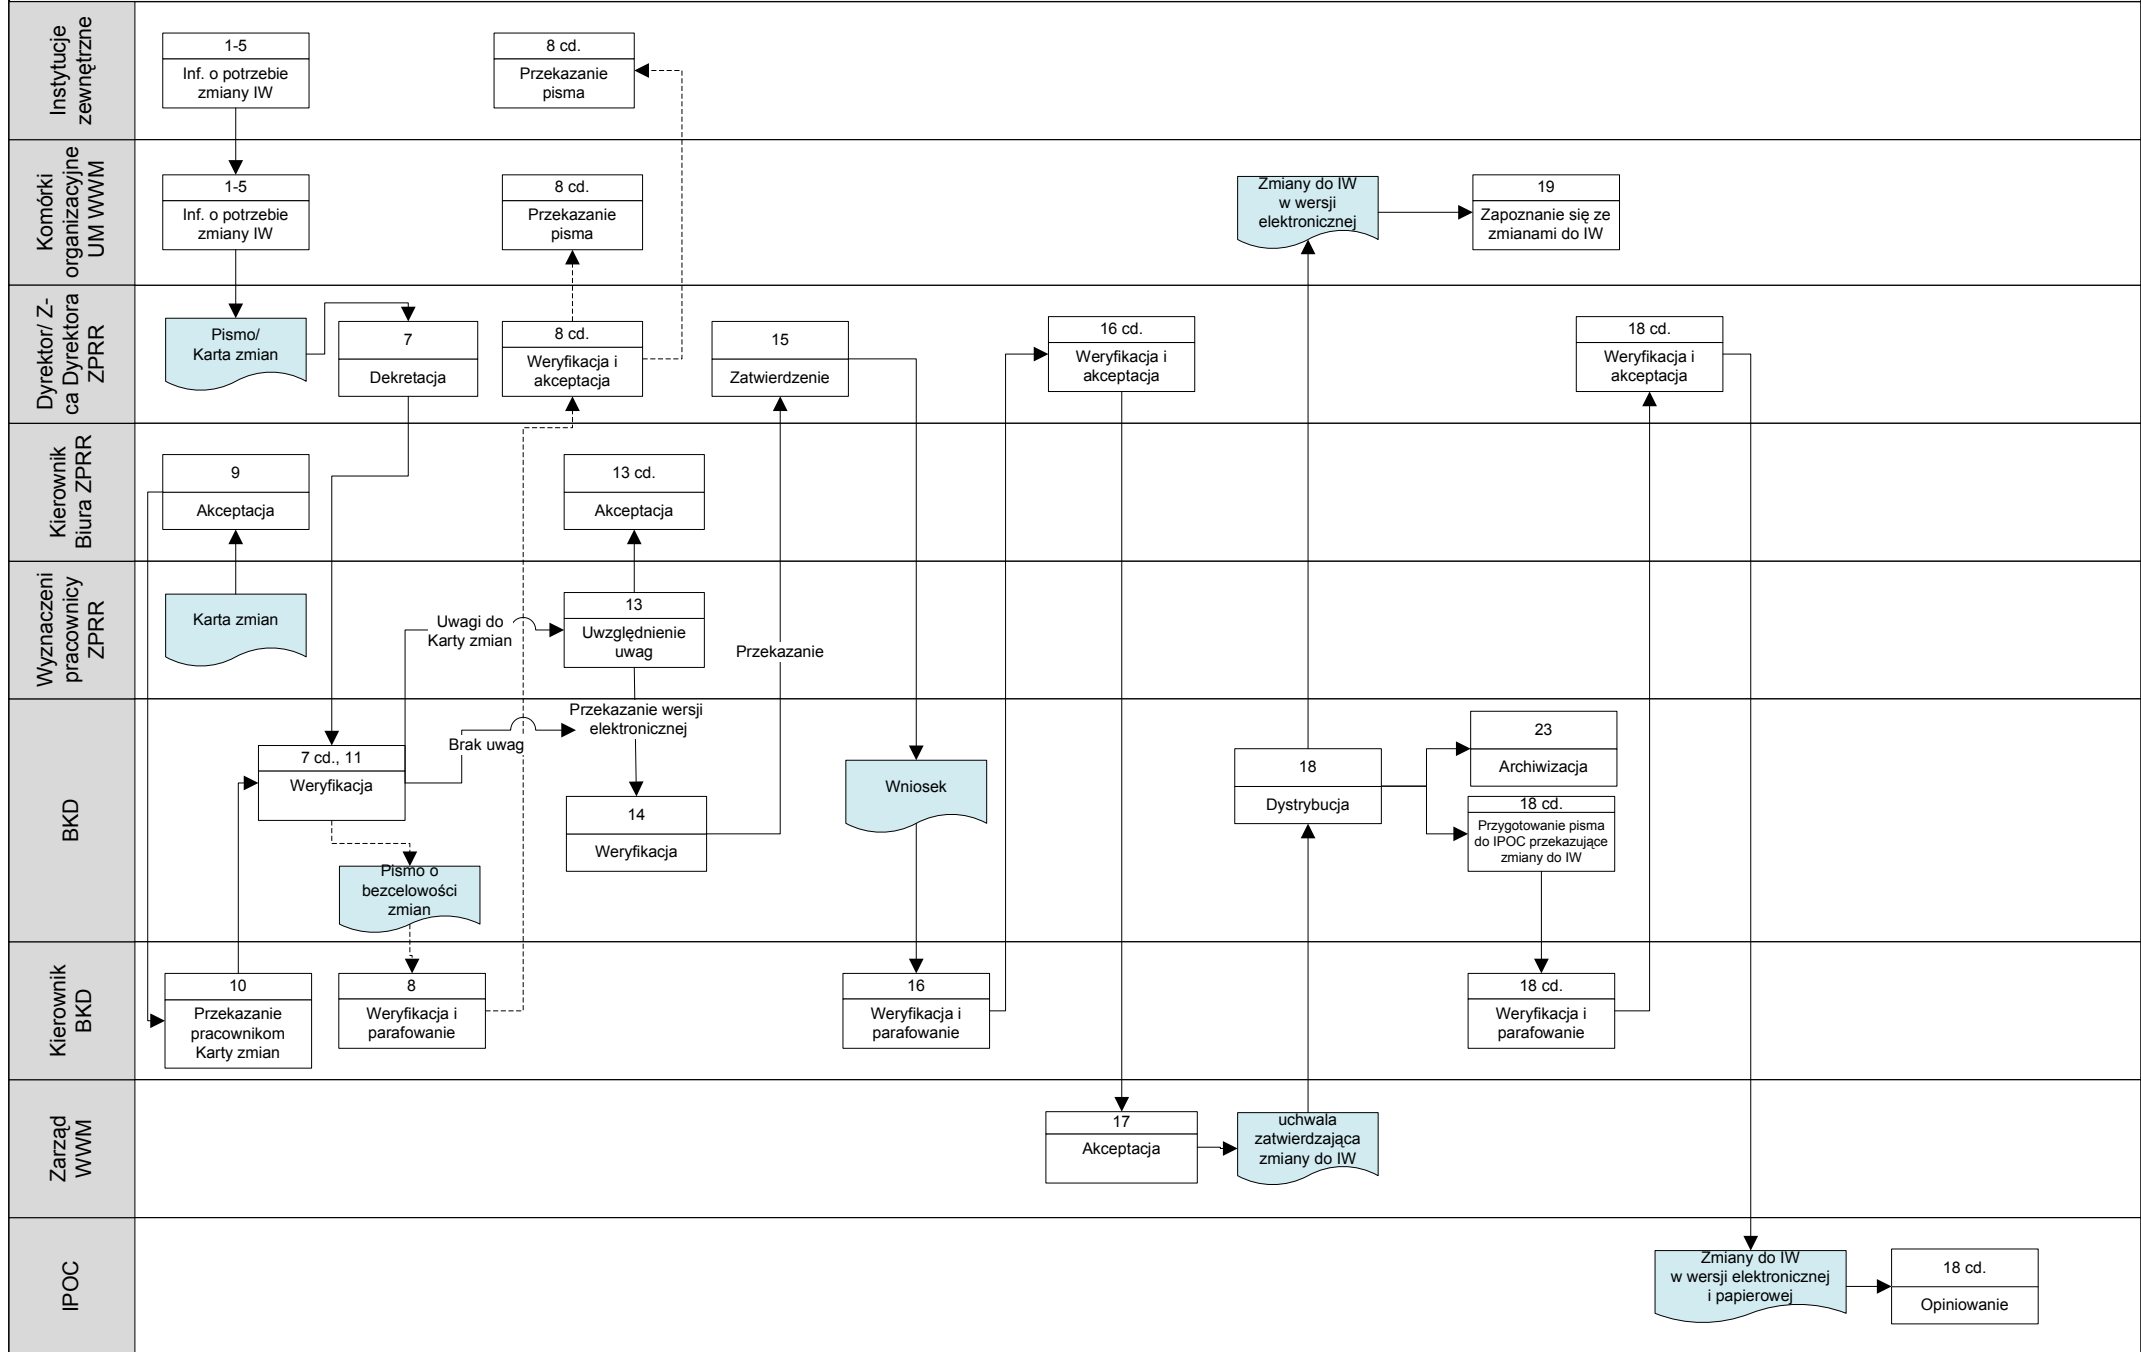 Instytucje
zewnętrzne
1-5
Inf. o potrzebie
zmiany IW
8 cd.
Przekazanie
pisma
Komórki
organizacyjne
UM WWM
1-5
Inf. o potrzebie
zmiany IW
8 cd.
Przekazanie
pisma
Zmiany do IW
w wersji
elektronicznej
19
Zapoznanie się ze
zmianami do IW
Dyrektor/ Z-
ca Dyrektora
ZPRR
Pismo/
Karta zmian
7
Dekretacja
8 cd.
Weryfikacja i
akceptacja
15
Zatwierdzenie
16 cd.
Weryfikacja i
akceptacja
18 cd.
Weryfikacja i
akceptacja
Kierownik
Biura ZPRR
9
Akceptacja
13 cd.
Akceptacja
Wyznaczeni
pracownicy
ZPRR
Karta zmian
Uwagi do
Karty zmian
13
Uwzględnienie
uwag
Przekazanie
BKD
7 cd., 11
Weryfikacja
Brak uwag
Przekazanie wersji
elektronicznej
14
Weryfikacja
Pismo o
bezcelowości
zmian
Wniosek
18
Dystrybucja
23
Archiwizacja
18 cd.
Przygotowanie pisma
do IPOC przekazujące
zmiany do IW
Kierownik
BKD
10
Przekazanie
pracownikom
Karty zmian
8
Weryfikacja i
parafowanie
16
Weryfikacja i
parafowanie
18 cd.
Weryfikacja i
parafowanie
Zarząd
WWM
17
Akceptacja
uchwala
zatwierdzająca
zmiany do IW
IPOC
Zmiany do IW
w wersji elektronicznej
i papierowej
18 cd.
Opiniowanie